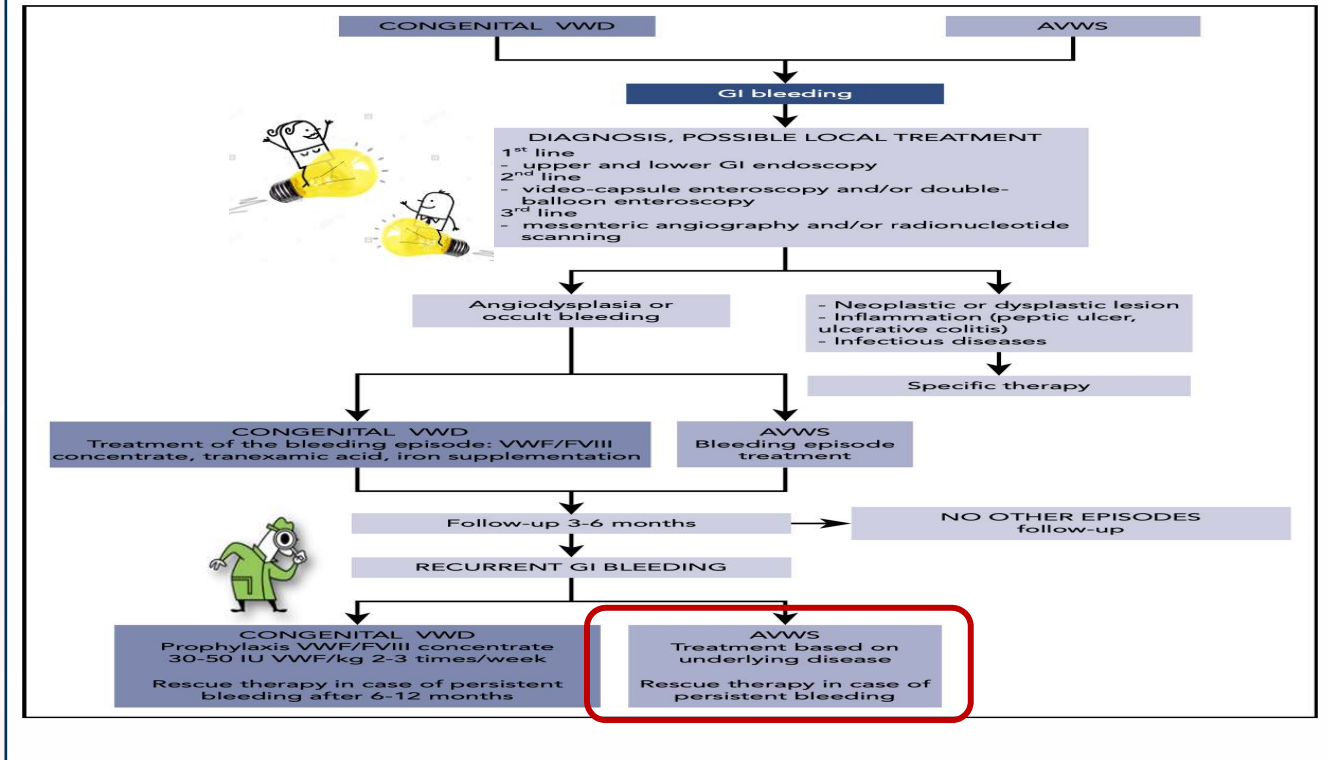 CONGENITAL VWD
AVWS
GI bleeding
DIAGNOSIS, POSSIBLE LOCAL TREATMENT
1st line
- upper and lower GI endoscopy
2nd line
- video-capsule enteroscopy and/or double-
balloon enteroscopy
3rd line
- mesenteric angiography and/or radionucleotide
scanning
Angiodysplasia or
occult bleeding
- Neoplastic or dysplastic lesion
- Inflammation (peptic ulcer,
ulcerative colitis)
- Infectious diseases
Specific therapy
CONGENITAL VWD
Treatment of the bleeding episode: VWF/FVIII
concentrate, tranexamic acid, iron supplementation
AVWS
Bleeding episode
treatment
Follow-up 3-6 months
NO OTHER EPISODES
follow-up
RECURRENT GI BLEEDING
CONGENITAL VWD
Prophylaxis VWF/FVIII concentrate
30-50 IU VWF/kg 2-3 times/week
Rescue therapy in case of persistent
bleeding after 6-12 months
AVWS
Treatment based on
underlying disease
Rescue therapy in case of
persistent bleeding